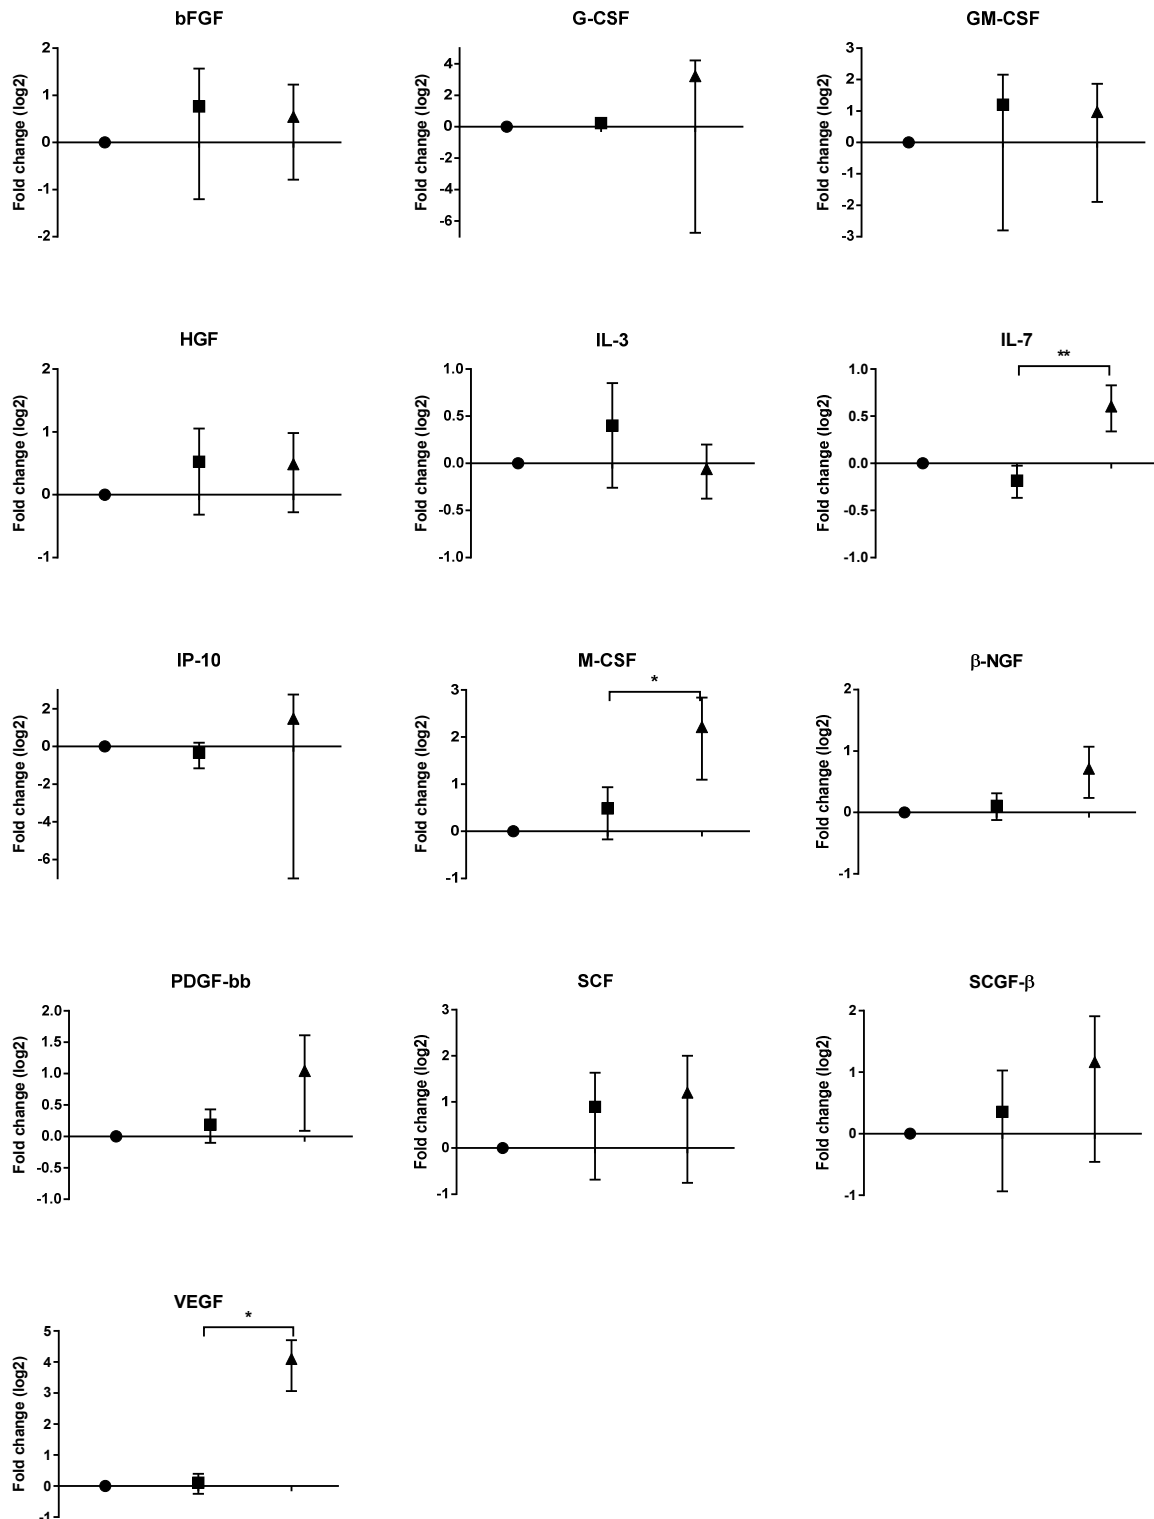 bFGF
Fold change (log2)
2
1
0
-1
-2
G-CSF
Fold change (log2)
4
2
0
-2
-4
-6
GM-CSF
Fold change (log2)
3
2
1
0
-1
-2
-3
HGF
Fold change (log2)
2
1
0
-1
IL-3
Fold change (log2)
1.0
0.5
0.0
-0.5
-1.0
IL-7
**
Fold change (log2)
1.0
0.5
0.0
-0.5
-1.0
IP-10
Fold change (log2)
2
0
-2
-4
-6
M-CSF
*
Fold change (log2)
3
2
1
0
-1
β-NGF
Fold change (log2)
2
1
0
-1
PDGF-bb
Fold change (log2)
2.0
1.5
1.0
0.5
0.0
-0.5
-1.0
SCF
Fold change (log2)
3
2
1
0
-1
SCGF-β
Fold change (log2)
2
1
0
-1
VEGF
*
Fold change (log2)
5
4
3
2
1
0
-1